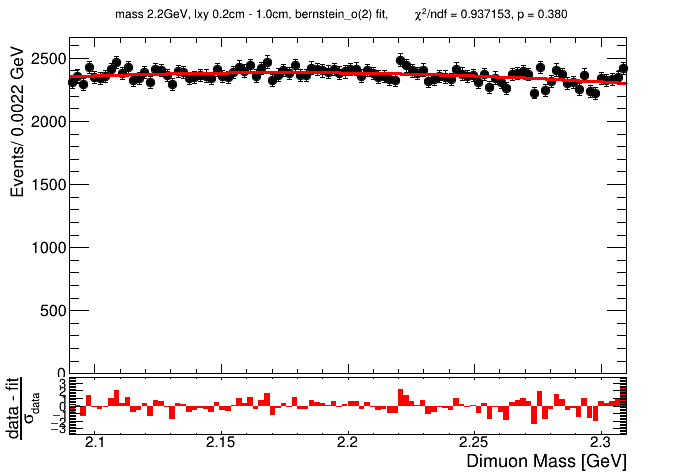 mass 2.2GeV, lxy 0.2cm - 1.0cm, bernstein_o(2) fit, χ²/ndf = 0.937153, p = 0.380
Events/ 0.0022 GeV
2500
2000
1500
1000
500
0
data - fit
σdata
3
2
1
0
−1
−2
−3
2.1 2.15 2.2 2.25 2.3
Dimuon Mass [GeV]